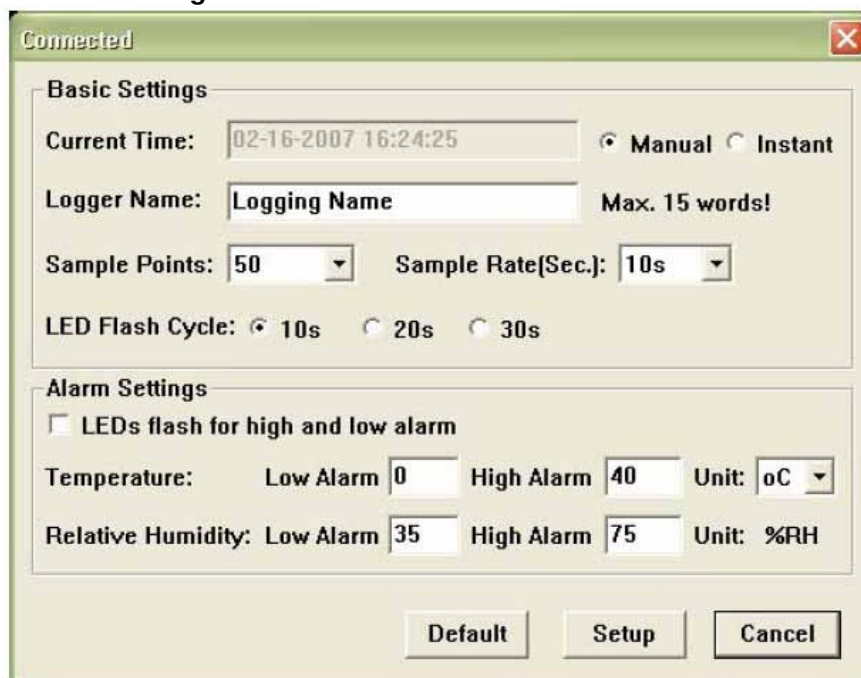 Connected
Basic Settings
Current Time: 02-16-2007 16:24:25 Manual Instant
Logger Name: Logging Name Max. 15 words!
Sample Points: 50 Sample Rate(Sec.): 10s
LED Flash Cycle: 10s 20s 30s
Alarm Settings
LEDs flash for high and low alarm
Temperature: Low Alarm 0 High Alarm 40 Unit: oC
Relative Humidity: Low Alarm 35 High Alarm 75 Unit: %RH
Default Setup Cancel